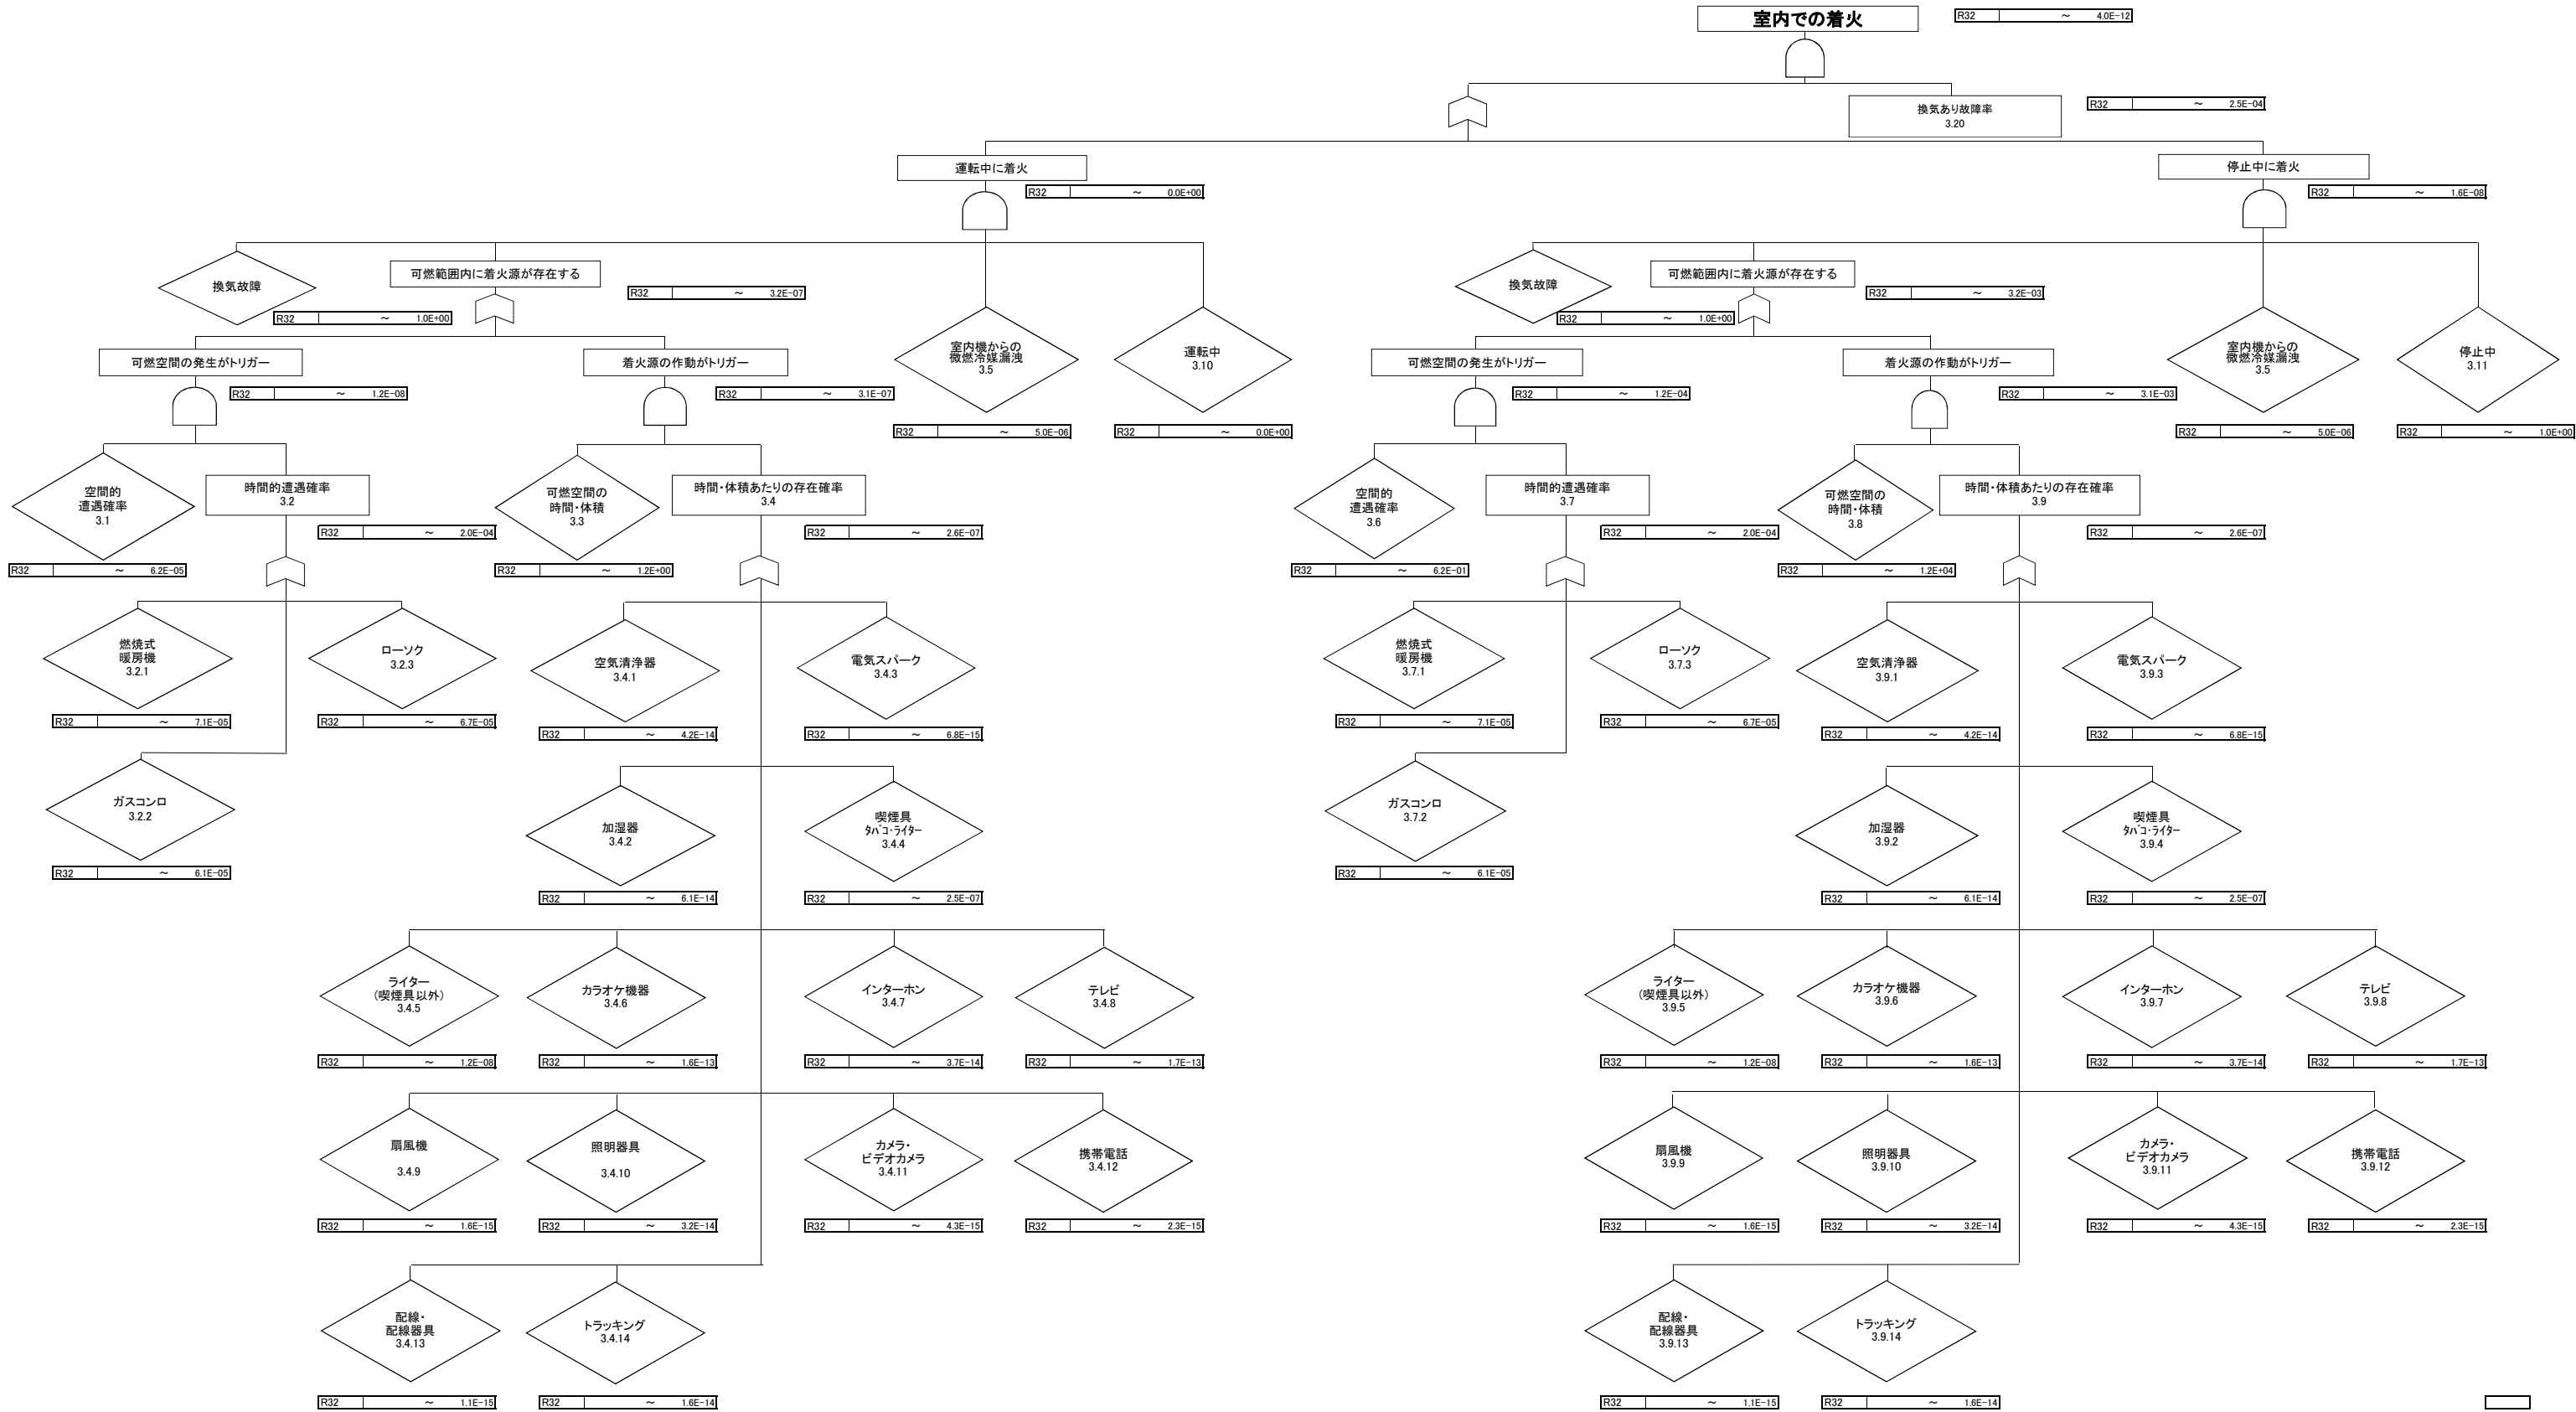 室内での着火
R32 ~ 4.0E-12
換気あり故障率
3.20
R32 ~ 2.5E-04
運転中に着火
R32 ~ 0.0E+00
停止中に着火
R32 ~ 1.6E-08
換気故障
R32 ~ 1.0E+00
可燃範囲内に着火源が存在する
R32 ~ 3.2E-07
可燃空間の発生がトリガー
R32 ~ 1.2E-08
着火源の作動がトリガー
R32 ~ 3.1E-07
室内機からの
微燃冷媒漏洩
3.5
R32 ~ 5.0E-06
運転中
3.10
R32 ~ 0.0E+00
空間的
遭遇確率
3.1
R32 ~ 6.2E-05
時間的遭遇確率
3.2
R32 ~ 2.0E-04
可燃空間の
時間・体積
3.3
R32 ~ 1.2E+00
時間・体積あたりの存在確率
3.4
R32 ~ 2.6E-07
燃焼式
暖房機
3.2.1
R32 ~ 7.1E-05
ローソク
3.2.3
R32 ~ 6.7E-05
ガスコンロ
3.2.2
R32 ~ 6.1E-05
空気清浄器
3.4.1
R32 ~ 4.2E-14
電気スパーク
3.4.3
R32 ~ 6.8E-15
加湿器
3.4.2
R32 ~ 6.1E-14
喫煙具
ﾀﾊﾞｺ・ﾗｲﾀｰ
3.4.4
R32 ~ 2.5E-07
ライター
(喫煙具以外)
3.4.5
R32 ~ 1.2E-08
カラオケ機器
3.4.6
R32 ~ 1.6E-13
インターホン
3.4.7
R32 ~ 3.7E-14
テレビ
3.4.8
R32 ~ 1.7E-13
扇風機
3.4.9
R32 ~ 1.6E-15
照明器具
3.4.10
R32 ~ 3.2E-14
カメラ・
ビデオカメラ
3.4.11
R32 ~ 4.3E-15
携帯電話
3.4.12
R32 ~ 2.3E-15
配線・
配線器具
3.4.13
R32 ~ 1.1E-15
トラッキング
3.4.14
R32 ~ 1.6E-14
換気故障
R32 ~ 1.0E+00
可燃範囲内に着火源が存在する
R32 ~ 3.2E-03
可燃空間の発生がトリガー
R32 ~ 1.2E-04
着火源の作動がトリガー
R32 ~ 3.1E-03
室内機からの
微燃冷媒漏洩
3.5
R32 ~ 5.0E-06
停止中
3.11
R32 ~ 1.0E+00
空間的
遭遇確率
3.6
R32 ~ 6.2E-01
時間的遭遇確率
3.7
R32 ~ 2.0E-04
可燃空間の
時間・体積
3.8
R32 ~ 1.2E+04
時間・体積あたりの存在確率
3.9
R32 ~ 2.6E-07
燃焼式
暖房機
3.7.1
R32 ~ 7.1E-05
ローソク
3.7.3
R32 ~ 6.7E-05
ガスコンロ
3.7.2
R32 ~ 6.1E-05
空気清浄器
3.9.1
R32 ~ 4.2E-14
電気スパーク
3.9.3
R32 ~ 6.8E-15
加湿器
3.9.2
R32 ~ 6.1E-14
喫煙具
ﾀﾊﾞｺ・ﾗｲﾀｰ
3.9.4
R32 ~ 2.5E-07
ライター
(喫煙具以外)
3.9.5
R32 ~ 1.2E-08
カラオケ機器
3.9.6
R32 ~ 1.6E-13
インターホン
3.9.7
R32 ~ 3.7E-14
テレビ
3.9.8
R32 ~ 1.7E-13
扇風機
3.9.9
R32 ~ 1.6E-15
照明器具
3.9.10
R32 ~ 3.2E-14
カメラ・
ビデオカメラ
3.9.11
R32 ~ 4.3E-15
携帯電話
3.9.12
R32 ~ 2.3E-15
配線・
配線器具
3.9.13
R32 ~ 1.1E-15
トラッキング
3.9.14
R32 ~ 1.6E-14